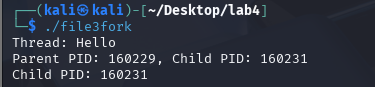 ┌──(kali㉿kali)-[~/Desktop/lab4]
└─$ ./file3fork
Thread: Hello
Parent PID: 160229, Child PID: 160231
Child PID: 160231